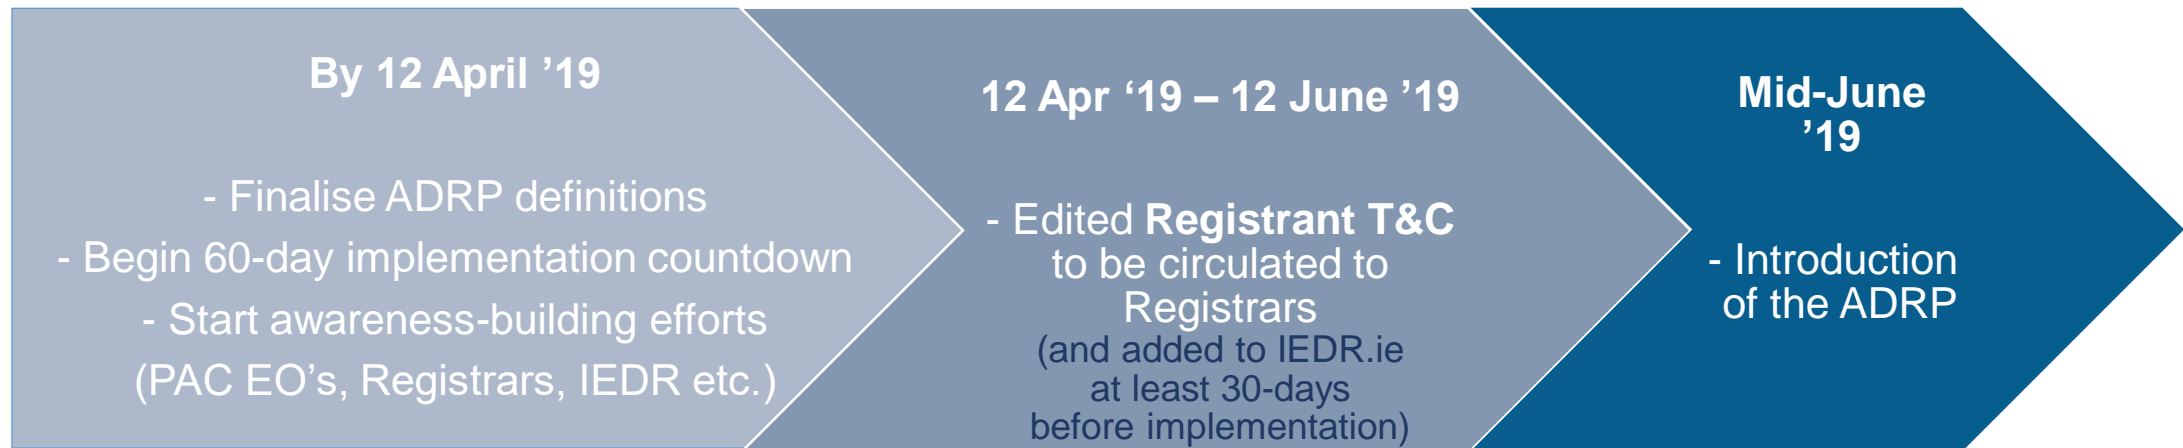 By 12 April ’19
- Finalise ADRP definitions
- Begin 60-day implementation countdown
- Start awareness-building efforts
(PAC EO’s, Registrars, IEDR etc.)
12 Apr ‘19 – 12 June ’19
- Edited Registrant T&C
to be circulated to
Registrars
(and added to IEDR.ie
at least 30-days
before implementation)
Mid-June
’19
- Introduction
of the ADRP